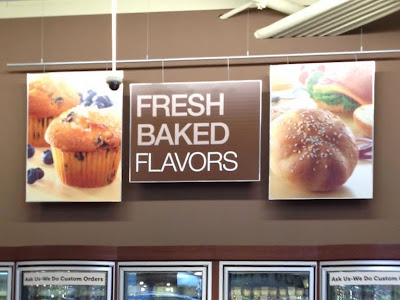 FRESH
BAKED
FLAVORS
Ask Us-We Do Custom Orders
Ask Us-We Do Custom Orders